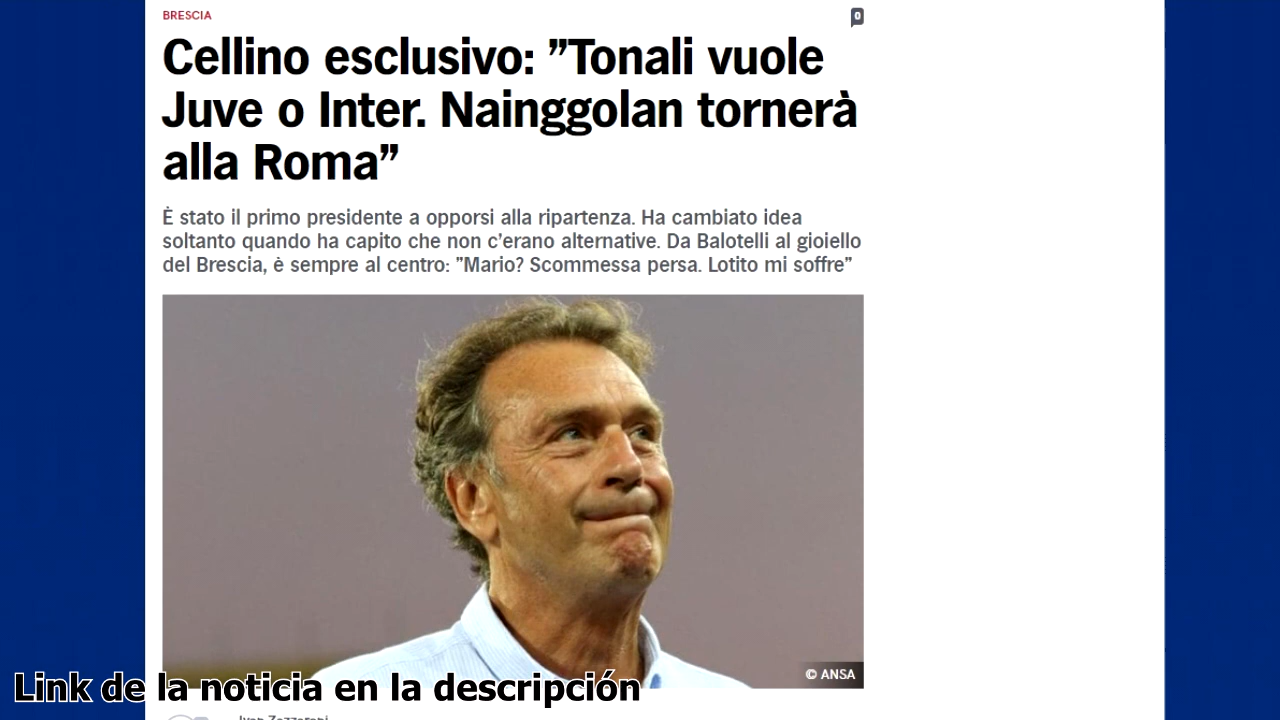 BRESCIA
0
Cellino esclusivo: ”Tonali vuole
Juve o Inter. Nainggolan tornerà
alla Roma”
È stato il primo presidente a opporsi alla ripartenza. Ha cambiato idea
soltanto quando ha capito che non c’erano alternative. Da Balotelli al gioiello
del Brescia, è sempre al centro: ”Mario? Scommessa persa. Lotito mi soffre”
© ANSA
Link de la noticia en la descripción